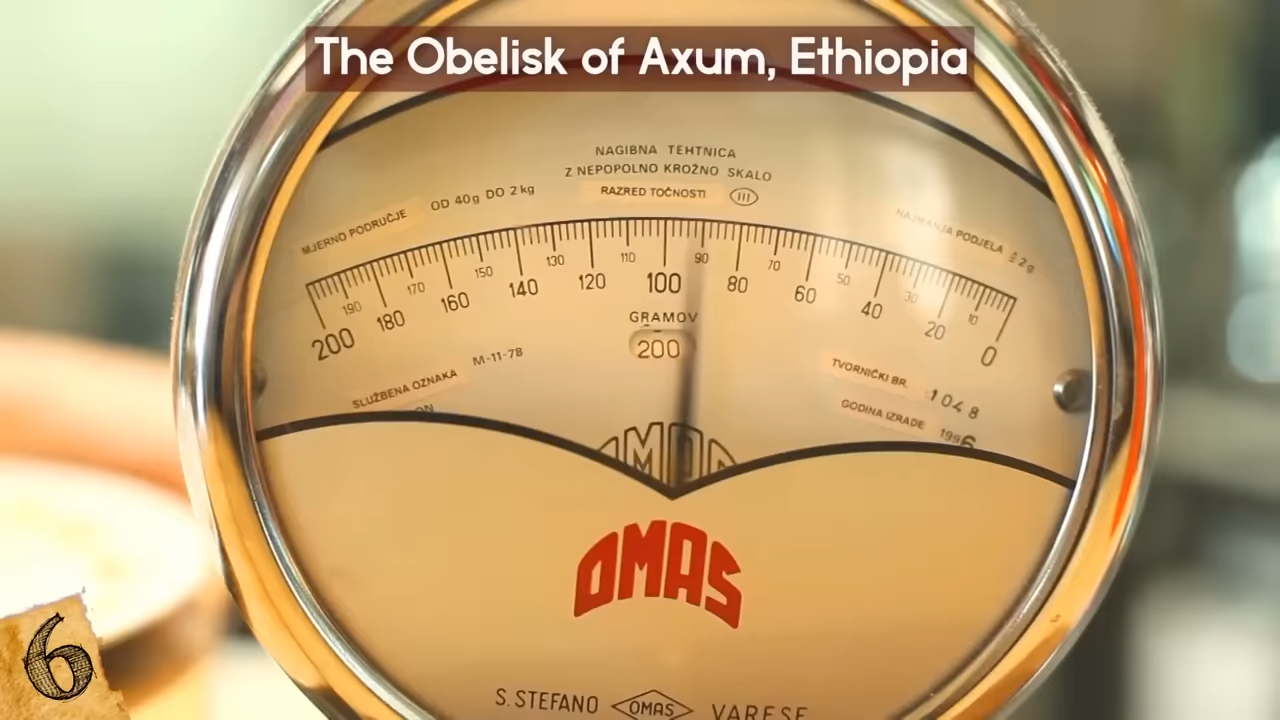 The Obelisk of Axum, Ethiopia
NAGIBNA TEHTNICA
Z NEPOPOLNO KROŽNO SKALO
RAZRED TOČNOSTI III
MJERNO PODRUČJE OD 40g DO 2kg
NAJMANJA PODJELA 2g
190 170 150 130 110 90 70 50 30 10
200 180 160 140 120 100 80 60 40 20 0
GRAMOV
200
SLUŽBENA OZNAKA M-11-78
TVORNIČKI BR. 1048
GODINA IZRADE 1996
OMAS
S. STEFANO OMAS VARESE
6